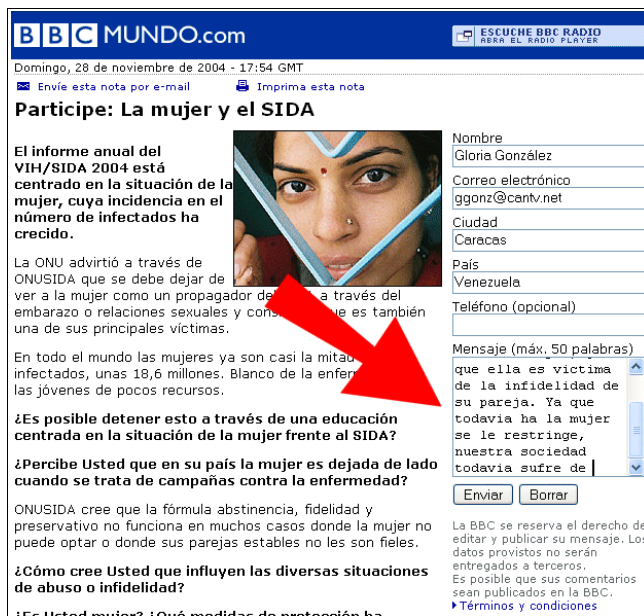 BBC MUNDO.com
ESCUCHE BBC RADIO
ABRA EL RADIO PLAYER
Domingo, 28 de noviembre de 2004 - 17:54 GMT
Envíe esta nota por e-mail
Imprima esta nota
Participe: La mujer y el SIDA
El informe anual del
VIH/SIDA 2004 está
centrado en la situación de la
mujer, cuya incidencia en el
número de infectados ha
crecido.
La ONU advirtió a través de
ONUSIDA que se debe dejar de
ver a la mujer como un propagador de a través del
embarazo o relaciones sexuales y que es también
una de sus principales víctimas.
En todo el mundo las mujeres ya son casi la mitad
infectados, unas 18,6 millones. Blanco de la
las jóvenes de pocos recursos.
¿Es posible detener esto a través de una educación
centrada en la situación de la mujer frente al SIDA?
¿Percibe Usted que en su país la mujer es dejada de lado
cuando se trata de campañas contra la enfermedad?
ONUSIDA cree que la fórmula abstinencia, fidelidad y
preservativo no funciona en muchos casos donde la mujer no
puede optar o donde sus parejas estables no les son fieles.
¿Cómo cree Usted que influyen las diversas situaciones
de abuso o infidelidad?
¿Es Usted mujer? ¿Qué medidas de protección ha
Nombre
Gloria González
Correo electrónico
ggonz@cantv.net
Ciudad
Caracas
País
Venezuela
Teléfono (opcional)
Mensaje (máx. 50 palabras)
que ella es victima
de la infidelidad de
su pareja. Ya que
todavia ha la mujer
se le restringe,
nuestra sociedad
todavia sufre de
Enviar
Borrar
La BBC se reserva el derecho de
editar y publicar su mensaje. Los
datos provistos no serán
entregados a terceros.
Es posible que sus comentarios
sean publicados en la BBC.
Términos y condiciones